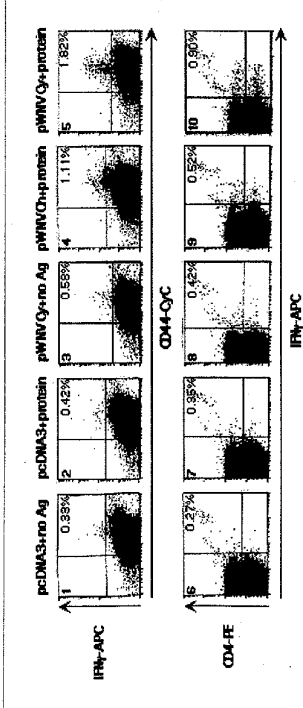 pcDNA3+no Ag
pcDNA3+protein
pWNVCy+no Ag
pWNVCh+protein
pWNVCy+protein
1
0.33%
2
0.42%
3
0.58%
4
1.11%
5
1.82%
IFNγ-APC
CD44-CyC
6
0.27%
7
0.35%
8
0.42%
9
0.52%
10
0.90%
CD4-PE
IFNγ-APC